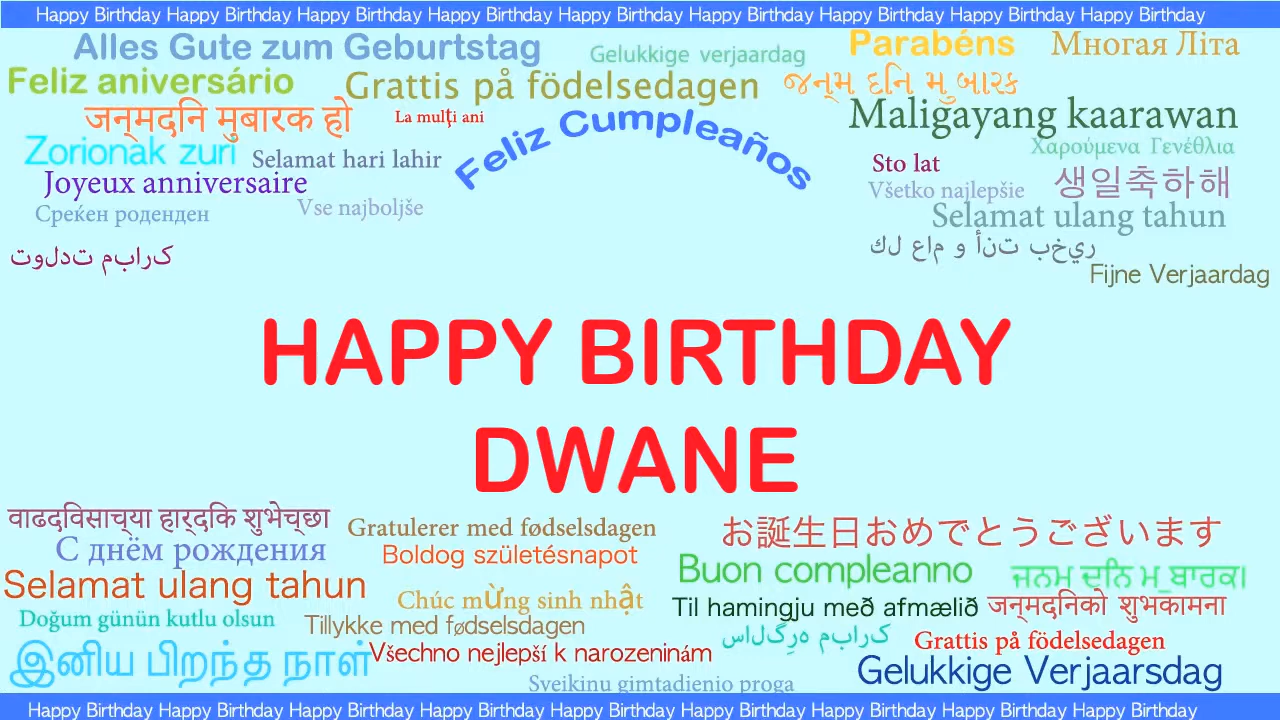 Happy Birthday Happy Birthday Happy Birthday Happy Birthday Happy Birthday Happy Birthday Happy Birthday Happy Birthday Happy Birthday
Alles Gute zum Geburtstag
Gelukkige verjaardag
Parabéns
Многая Літа
Feliz aniversário
Grattis på födelsedagen
જન્મ દિન મુબારક
जन्मदिन मुबारक हो
La mulţi ani
Feliz Cumpleaños
Maligayang kaarawan
Zorionak zuri
Selamat hari lahir
Sto lat
Χαρούμενα Γενέθλια
Joyeux anniversaire
Všetko najlepšie
생일축하해
Среќен роденден
Vse najboljše
Selamat ulang tahun
تولدت مبارک
كل عام و أنت بخير
Fijne Verjaardag
HAPPY BIRTHDAY
DWANE
वाढदिवसाच्या हार्दिक शुभेच्छा
Gratulerer med fødselsdagen
お誕生日おめでとうございます
С днём рождения
Boldog születésnapot
Buon compleanno
ਜਨਮ ਦਿਨ ਮੁਬਾਰਕ।
Selamat ulang tahun
Chúc mừng sinh nhật
Til hamingju með afmælið
जन्मदिनको शुभकामना
Doğum günün kutlu olsun
Tillykke med fødselsdagen
سالگرہ مبارک
Grattis på födelsedagen
இனிய பிறந்த நாள்
Všechno nejlepší k narozeninám
Gelukkige Verjaarsdag
Sveikinu gimtadienio proga
Happy Birthday Happy Birthday Happy Birthday Happy Birthday Happy Birthday Happy Birthday Happy Birthday Happy Birthday Happy Birthday